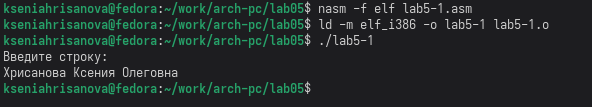 kseniahrisanova@fedora:~/work/arch-pc/lab05$ nasm -f elf lab5-1.asm
kseniahrisanova@fedora:~/work/arch-pc/lab05$ ld -m elf_i386 -o lab5-1 lab5-1.o
kseniahrisanova@fedora:~/work/arch-pc/lab05$ ./lab5-1
Введите строку:
Хрисанова Ксения Олеговна
kseniahrisanova@fedora:~/work/arch-pc/lab05$